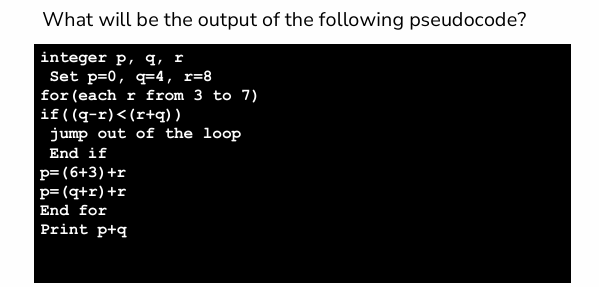 What will be the output of the following pseudocode?
integer p, q, r
Set p=0, q=4, r=8
for(each r from 3 to 7)
if((q-r)<(r+q))
jump out of the loop
End if
p=(6+3)+r
p=(q+r)+r
End for
Print p+q